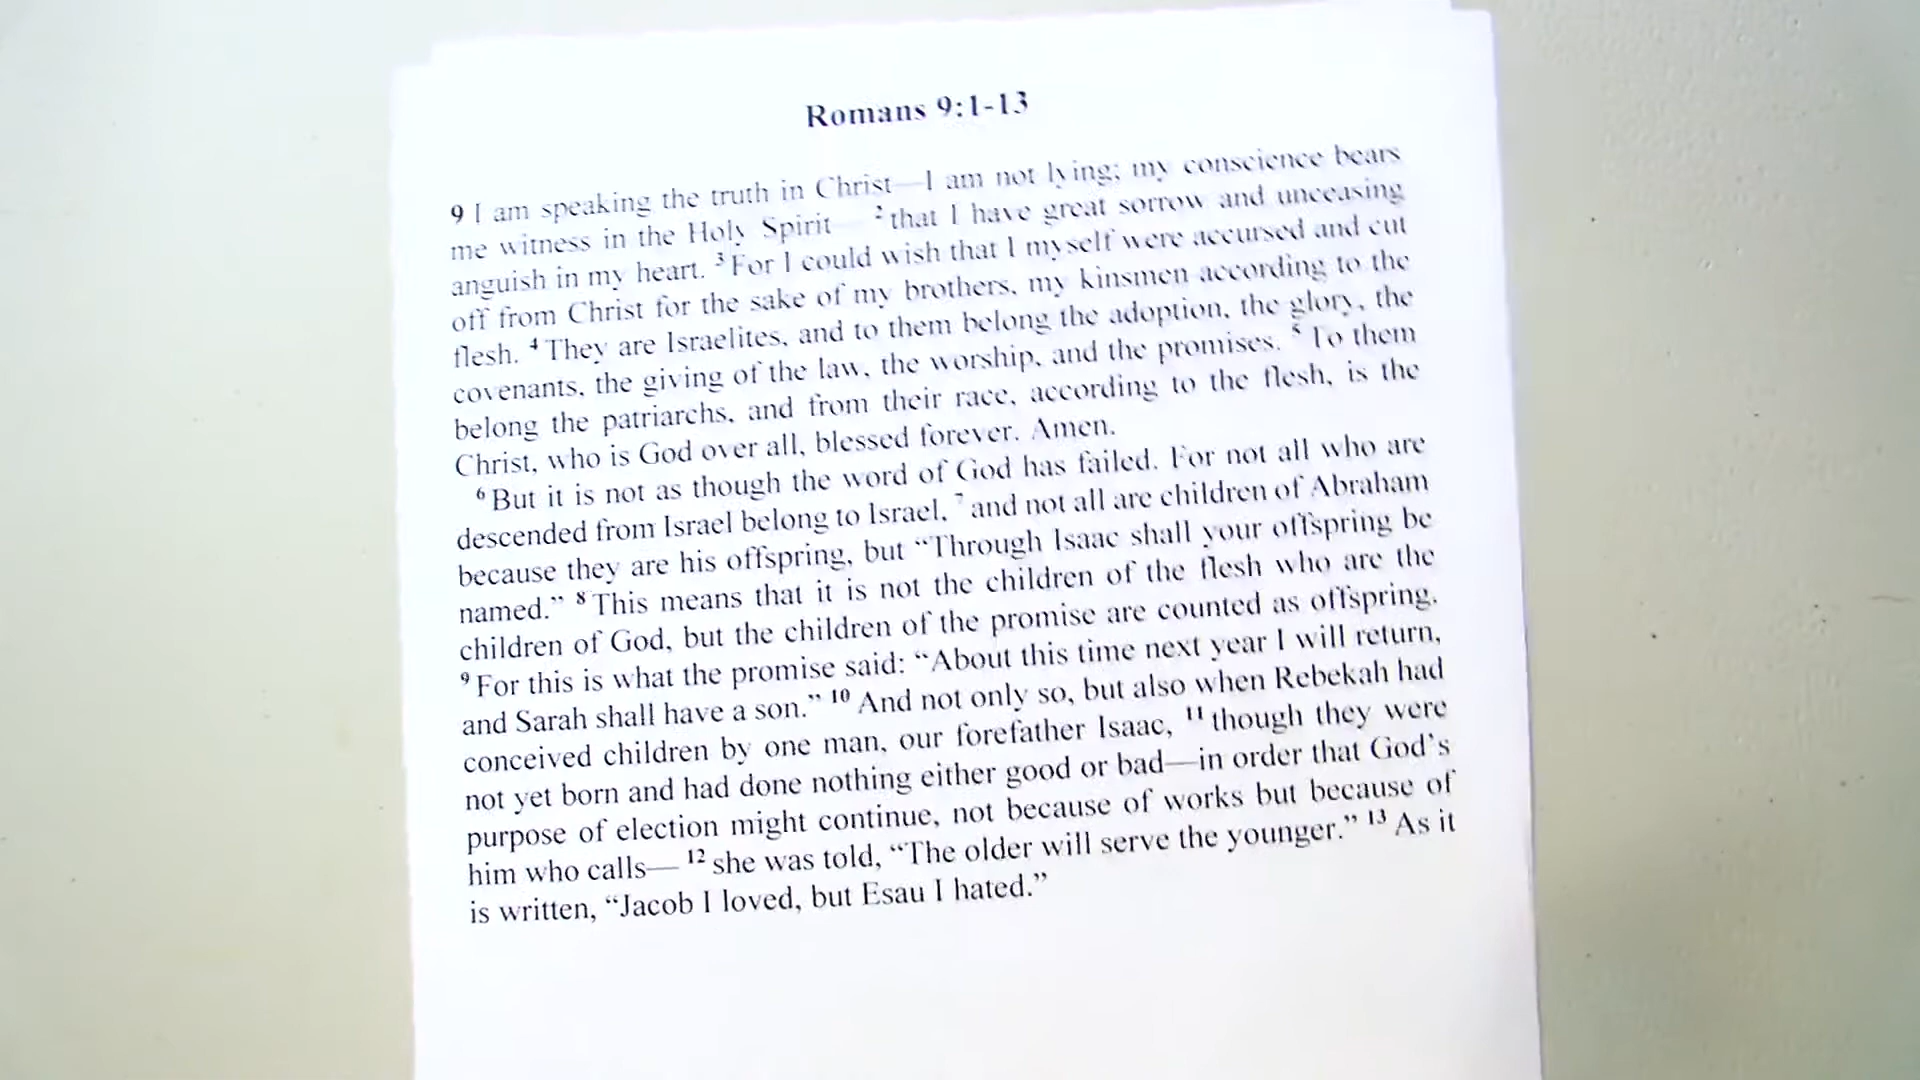 Romans 9:1-13
9 I am speaking the truth in Christ—I am not lying; my conscience bears
me witness in the Holy Spirit— 2 that I have great sorrow and unceasing
anguish in my heart. 3 For I could wish that I myself were accursed and cut
off from Christ for the sake of my brothers, my kinsmen according to the
flesh. 4 They are Israelites, and to them belong the adoption, the glory, the
covenants, the giving of the law, the worship, and the promises. 5 To them
belong the patriarchs, and from their race, according to the flesh, is the
Christ, who is God over all, blessed forever. Amen.
6 But it is not as though the word of God has failed. For not all who are
descended from Israel belong to Israel, 7 and not all are children of Abraham
because they are his offspring, but “Through Isaac shall your offspring be
named.” 8 This means that it is not the children of the flesh who are the
children of God, but the children of the promise are counted as offspring.
9 For this is what the promise said: “About this time next year I will return,
and Sarah shall have a son.” 10 And not only so, but also when Rebekah had
conceived children by one man, our forefather Isaac, 11 though they were
not yet born and had done nothing either good or bad—in order that God’s
purpose of election might continue, not because of works but because of
him who calls— 12 she was told, “The older will serve the younger.” 13 As it
is written, “Jacob I loved, but Esau I hated.”